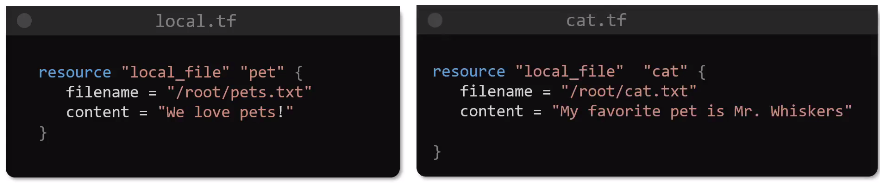 local.tf
resource "local_file" "pet" {
filename = "/root/pets.txt"
content = "We love pets!"
}
cat.tf
resource "local_file"  "cat" {
filename = "/root/cat.txt"
content = "My favorite pet is Mr. Whiskers"
}